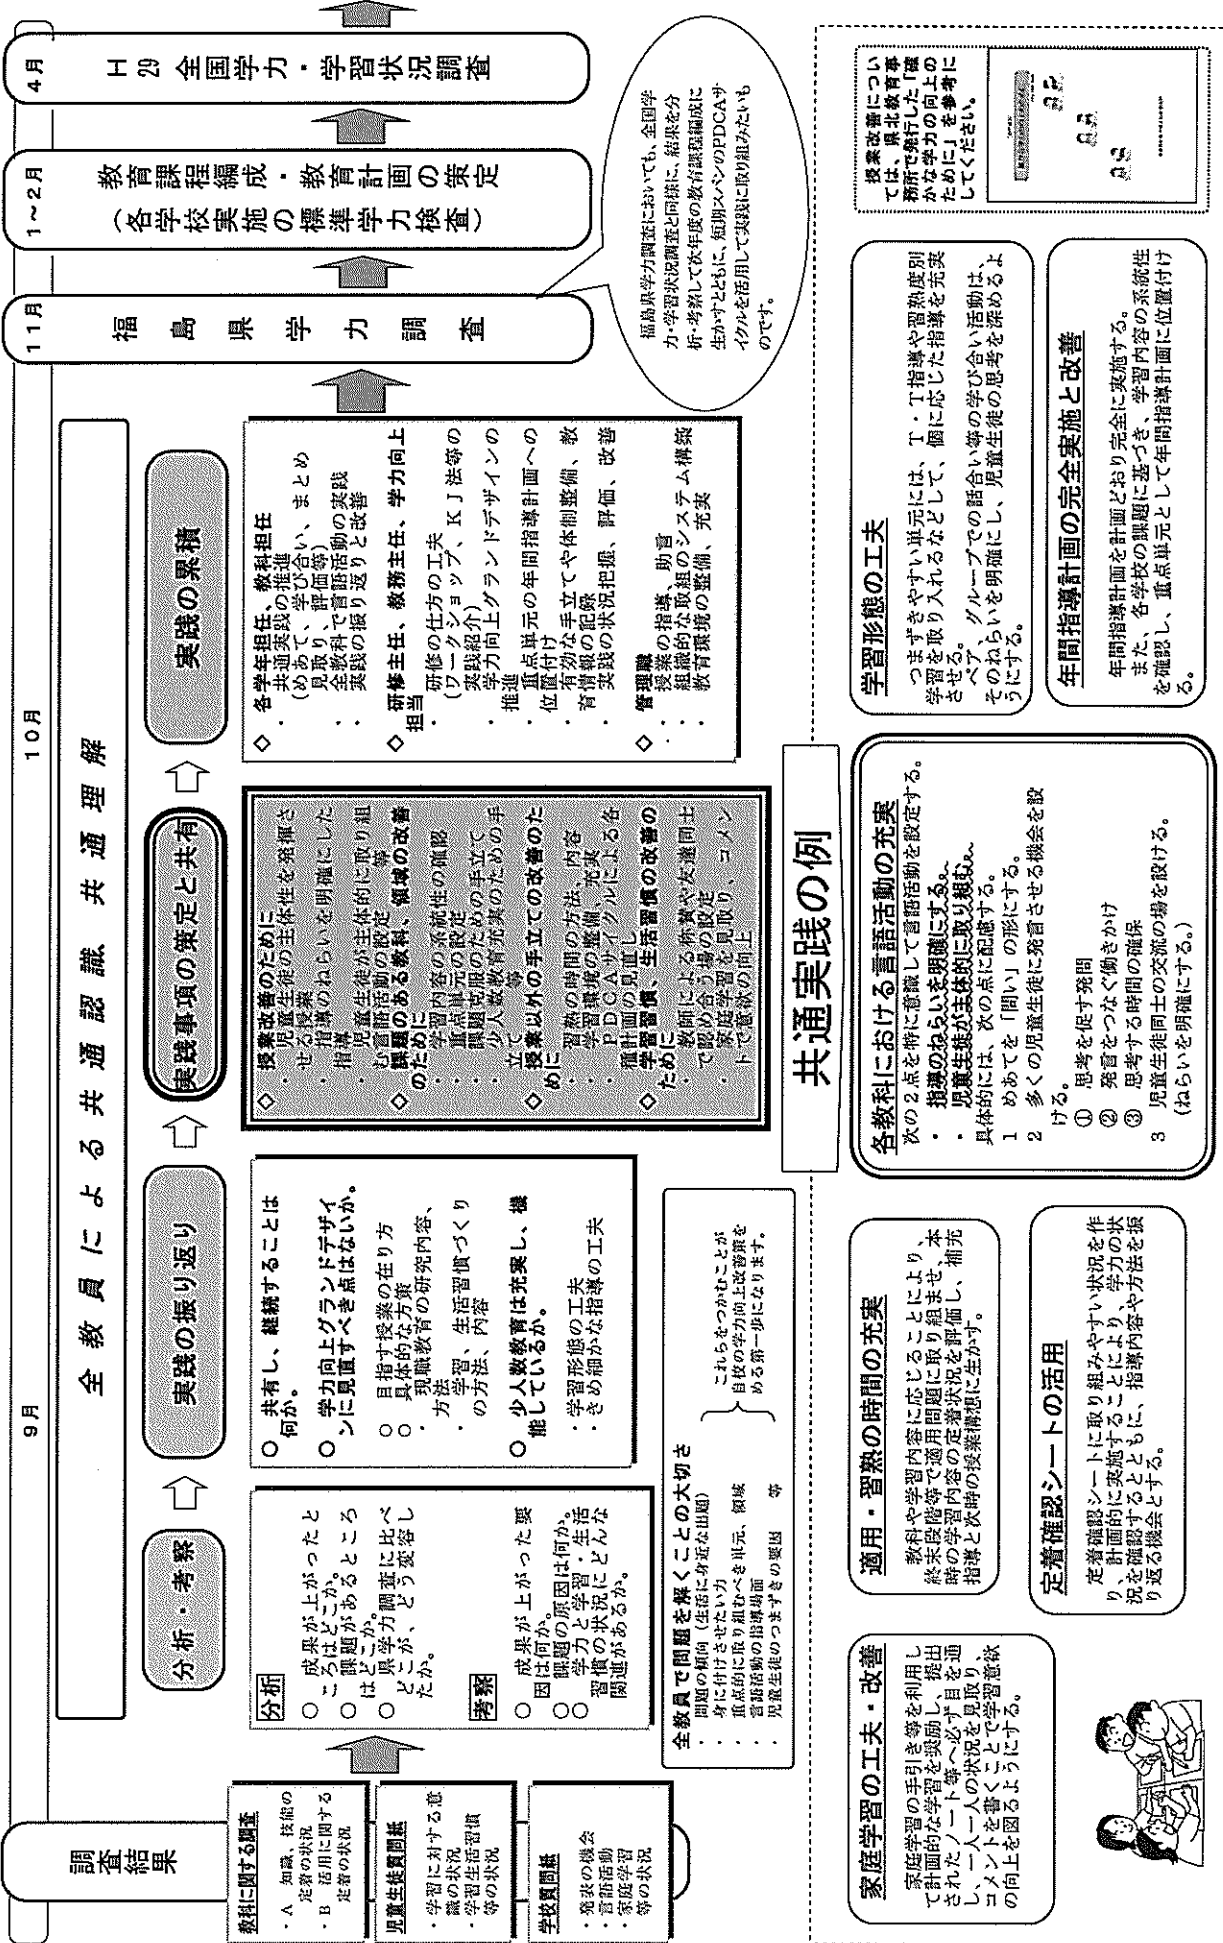 9月
10月
11月
1~2月
4月
調査結果
教科に関する調査
・A 知識、技能の
定着の状況
・B 活用に関する
定着の状況
児童生徒質問紙
・学習に対する意
識の状況
・学習生活習慣
等の状況
学校質問紙
・発表の機会
・言語活動
・家庭学習
等の状況
全教員による共通認識・共通理解
分析・考察
分析
○ 成果が上がったと
ころはどこか。
○ 課題があるところ
はどこか。
○ 県学力調査に比べ
どこが、どう変容し
たか。
考察
○ 成果が上がった要
因は何か。
○ 課題の原因は何か。
○ 学力と学習・生活
習慣の状況にどんな
関連があるか。
実践の振り返り
○ 共有し、継続することは
何か。
○ 学力向上グランドデザイ
ンに見直すべき点はないか。
○ 目指す授業の在り方
○ 具体的な方策
・ 現職教育の研究内容、
方法
・ 学習、生活習慣づくり
の方法、内容
○ 少人数教育は充実し、機
能しているか。
・学習形態の工夫
・きめ細かな指導の工夫
全教員で問題を解くことの大切さ
・ 問題の傾向(生活に身近な出題)
・ 身に付けさせたい力
・ 重点的に取り組むべき単元、領域
・ 言語活動の指導場面
・ 児童生徒のつまずきの要因 等
これらをつかむことが
自校の学力向上改善策を
める第一歩になります。
実践事項の策定と共有
◇ 授業改善のために
・ 児童生徒の主体性を発揮さ
せる授業
・ 指導のねらいを明確にした
指導
・ 児童生徒が主体的に取り組
む言語活動の設定 等
◇ 課題のある教科、領域の改善
のために
・ 学習内容の系統性の確認
・ 重点単元の設定
・ 課題克服のための手立て
・ 少人数教育充実のための手
立て 等
◇ 授業以外の手立ての改善のた
めに
・ 習熟の時間の方法、内容
・ 学習環境の整備、充実
・ PDCAサイクルによる各
種計画の見直し
◇ 学習習慣、生活習慣の改善の
ために
・ 教師による称賛や友達同士
で認め合う場の設定
・ 家庭学習を見取り、コメン
トで意欲の向上
実践の累積
◇ 各学年担任、教科担任
・ 共通実践の推進
(めあて、学び合い、まとめ
見取り、評価等)
・ 全教科で言語活動の実践
・ 実践の振り返りと改善
◇ 研修主任、教務主任、学力向上
担当
・ 研修の仕方の工夫
(ワークショップ、KJ法等の
実践紹介)
・ 学力向上グランドデザインの
推進
・ 重点単元の年間指導計画への
位置付け
・ 有効な手立てや体制整備、教
育情報の記録
・ 実践の状況把握、評価、改善
◇ 管理職
・ 授業の指導、助言
・ 組織的な取組のシステム構築
・ 教育環境の整備、充実
福島県学力調査
教育課程編成・教育計画の策定
(各学校実施の標準学力検査)
H29 全国学力・学習状況調査
福島県学力調査においても、全国学
力・学習状況調査と同様に、結果を分
析・考察して次年度の教育課程編成に
生かすとともに、短期スパンのPDCAサ
イクルを活用して実践に取り組みたいも
のです。
共通実践の例
家庭学習の工夫・改善
家庭学習の手引き等を利用し
て計画的な学習を奨励し、提出
されたノート等へ必ず目を通
し、一人一人の状況を見取り、
コメントを書くことで学習意欲
の向上を図るようにする。
適用・習熟の時間の充実
教科や学習内容に応じることにより、
終末段階等で適用問題に取り組ませ、本
時の学習内容の定着状況を評価し、補充
指導と次時の授業構想に生かす。
定着確認シートの活用
定着確認シートに取り組みやすい状況を作
り、計画的に実施することにより、学力の状
況を確認するとともに、指導内容や方法を振
り返る機会とする。
各教科における言語活動の充実
次の2点を特に意識して言語活動を設定する。
・ 指導のねらいを明確にする。
・ 児童生徒が主体的に取り組む。
具体的には、次の点に配慮する。
1 めあてを「問い」の形にする。
2 多くの児童生徒に発言させる機会を設
ける。
① 思考を促す発問
② 発言をつなぐ働きかけ
③ 思考する時間の確保
3 児童生徒同士の交流の場を設ける。
(ねらいを明確にする。)
学習形態の工夫
つまずきやすい単元には、T・T指導や習熟度別
学習を取り入れるなどして、個に応じた指導を充実
させる。
ペア、グループでの話合い等の学び合い活動は、
そのねらいを明確にし、児童生徒の思考を深めるよ
うにする。
年間指導計画の完全実施と改善
年間指導計画を計画どおり完全に実施する。
また、各学校の課題に基づき、学習内容の系統性
を確認し、重点単元として年間指導計画に位置付け
る。
授業改善につい
ては、県北教育事
務所で発行した「確
かな学力の向上の
ために」を参考に
してください。